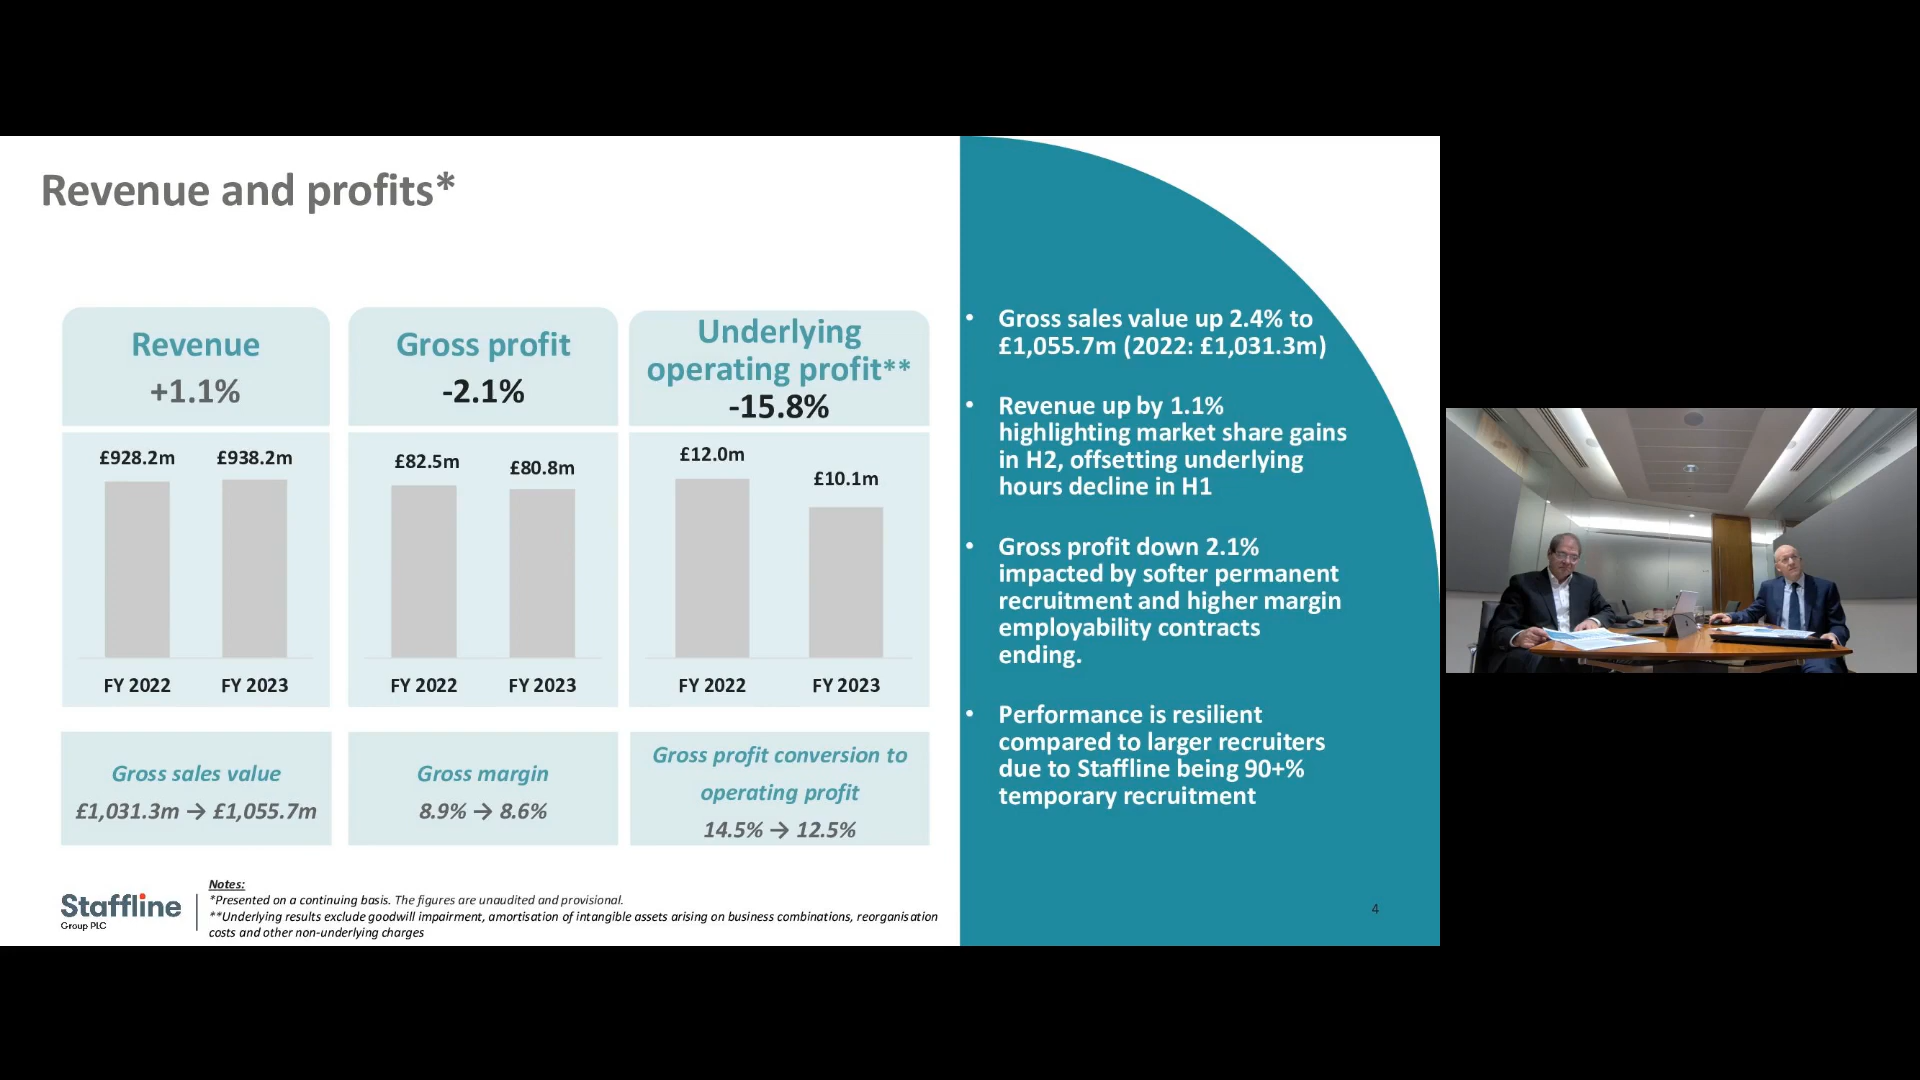 Revenue and profits*
Revenue
+1.1%
£928.2m
£938.2m
FY 2022
FY 2023
Gross sales value
£1,031.3m → £1,055.7m
Gross profit
-2.1%
£82.5m
£80.8m
FY 2022
FY 2023
Gross margin
8.9% → 8.6%
Underlying
operating profit**
-15.8%
£12.0m
£10.1m
FY 2022
FY 2023
Gross profit conversion to
operating profit
14.5% → 12.5%
• Gross sales value up 2.4% to
£1,055.7m (2022: £1,031.3m)
• Revenue up by 1.1%
highlighting market share gains
in H2, offsetting underlying
hours decline in H1
• Gross profit down 2.1%
impacted by softer permanent
recruitment and higher margin
employability contracts
ending.
• Performance is resilient
compared to larger recruiters
due to Staffline being 90+%
temporary recruitment
Staffline
Group PLC
Notes:
*Presented on a continuing basis. The figures are unaudited and provisional.
**Underlying results exclude goodwill impairment, amortisation of intangible assets arising on business combinations, reorganisation
costs and other non-underlying charges
4